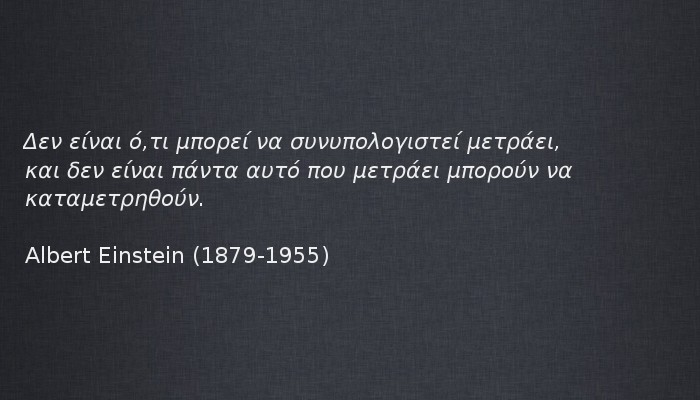 Δεν είναι ό,τι μπορεί να συνυπολογιστεί μετράει,
και δεν είναι πάντα αυτό που μετράει μπορούν να
καταμετρηθούν.
Albert Einstein (1879-1955)